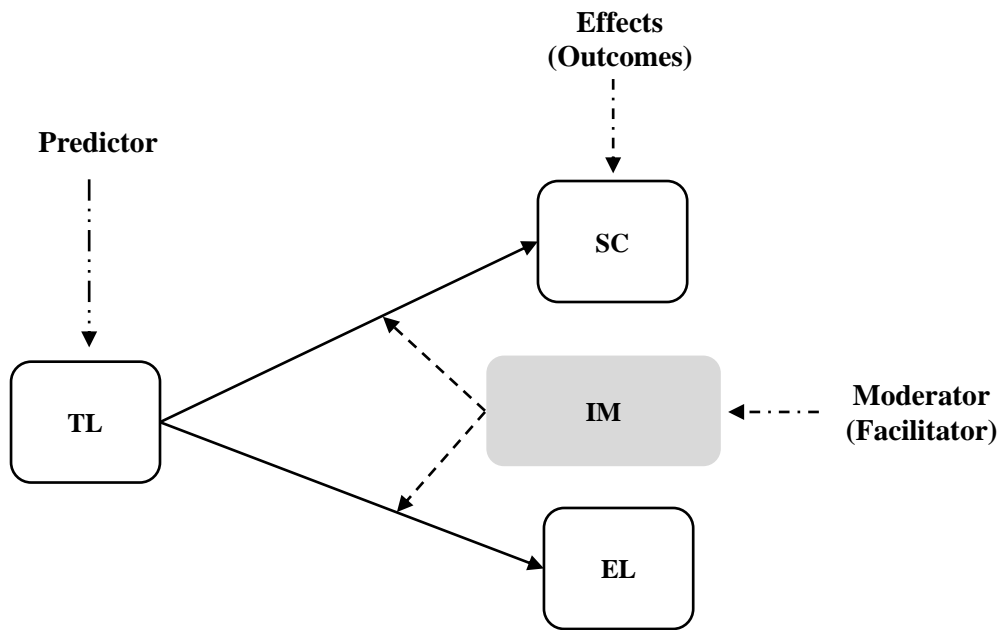 Effects
(Outcomes)
Predictor
SC
TL
IM
Moderator
(Facilitator)
EL